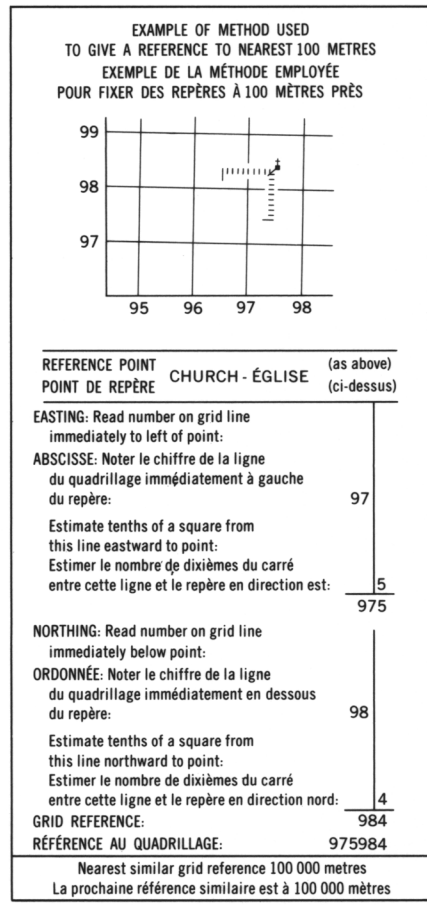 EXAMPLE OF METHOD USED
TO GIVE A REFERENCE TO NEAREST 100 METRES
EXEMPLE DE LA MÉTHODE EMPLOYÉE
POUR FIXER DES REPÈRES À 100 MÈTRES PRÈS
99
98
97
95 96 97 98
REFERENCE POINT
POINT DE REPÈRE
CHURCH - ÉGLISE
(as above)
(ci-dessus)
EASTING: Read number on grid line
immediately to left of point:
ABSCISSE: Noter le chiffre de la ligne
du quadrillage immédiatement à gauche
du repère: 97
Estimate tenths of a square from
this line eastward to point:
Estimer le nombre de dixièmes du carré
entre cette ligne et le repère en direction est: 5
975
NORTHING: Read number on grid line
immediately below point:
ORDONNÉE: Noter le chiffre de la ligne
du quadrillage immédiatement en dessous
du repère: 98
Estimate tenths of a square from
this line northward to point:
Estimer le nombre de dixièmes du carré
entre cette ligne et le repère en direction nord: 4
GRID REFERENCE: 984
RÉFÉRENCE AU QUADRILLAGE: 975984
Nearest similar grid reference 100 000 metres
La prochaine référence similaire est à 100 000 mètres